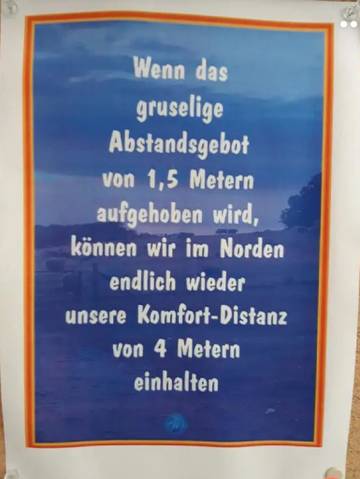 Wenn das
gruselige
Abstandsgebot
von 1,5 Metern
aufgehoben wird,
können wir im Norden
endlich wieder
unsere Komfort-Distanz
von 4 Metern
einhalten